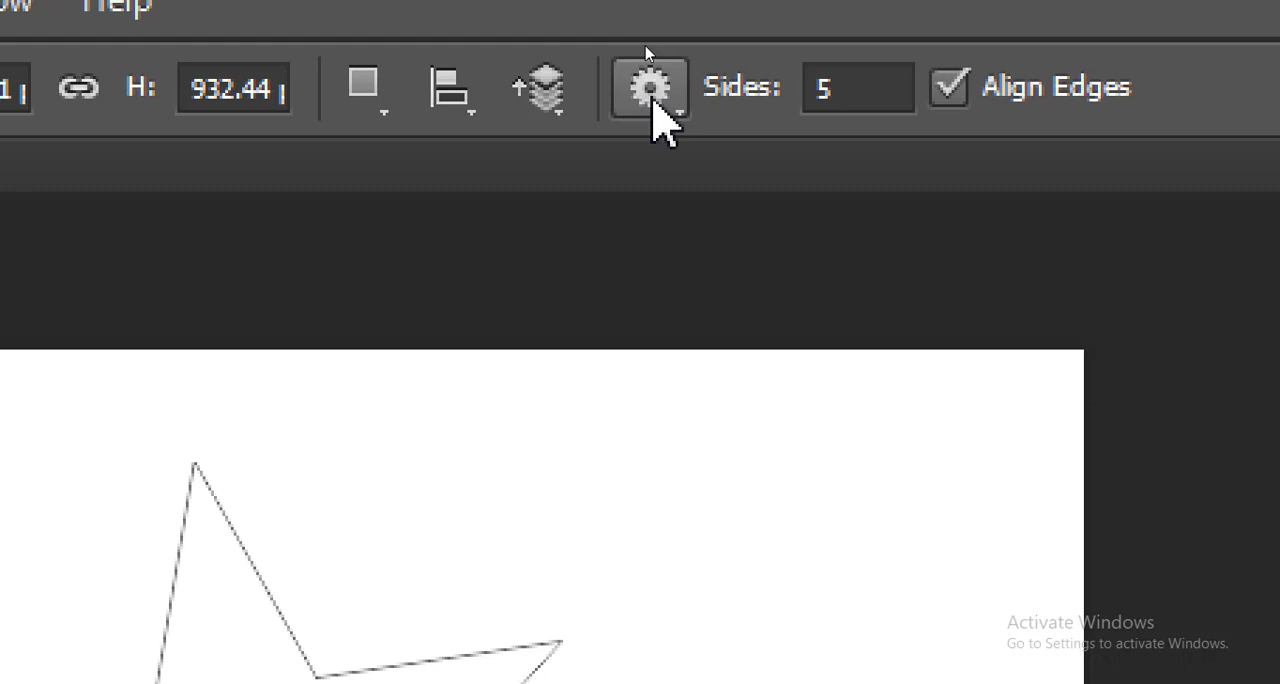 Help
H: 932.44 Sides: 5 Align Edges
Activate Windows
Go to Settings to activate Windows.